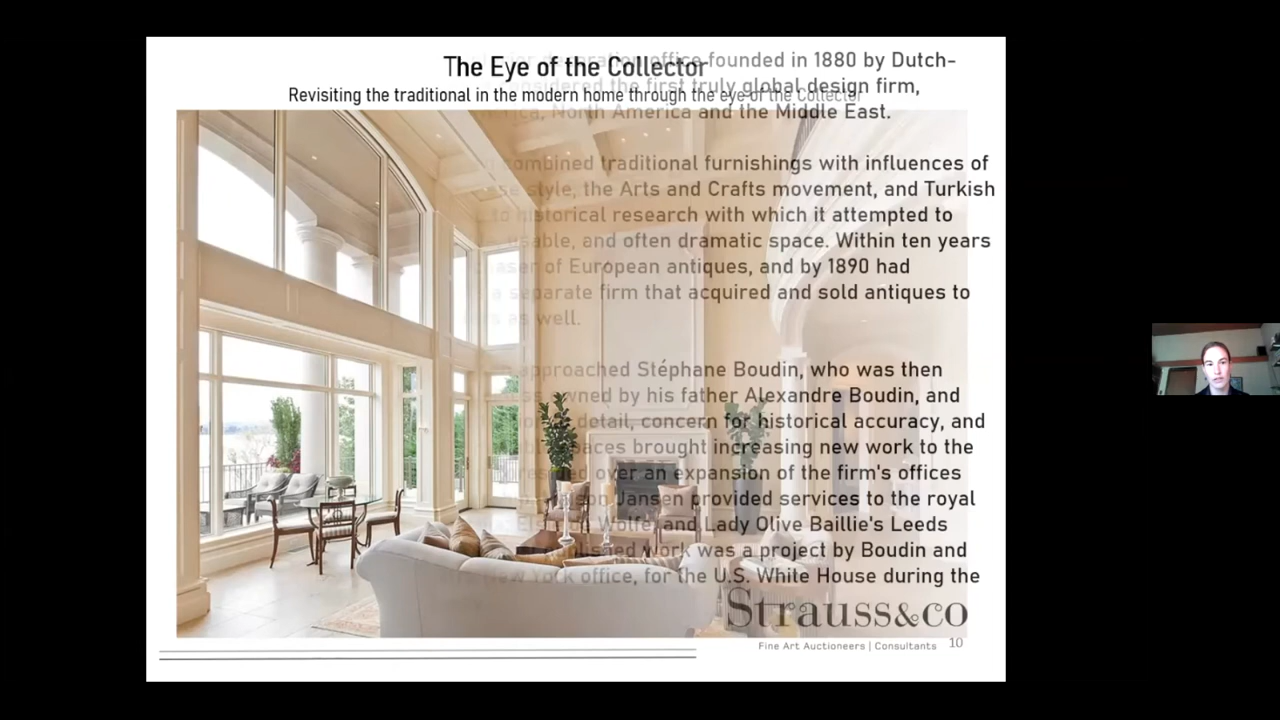 The Eye of the Collector
Revisiting the traditional in the modern home through the eye of the Collector
office founded in 1880 by Dutch-
the first truly global design firm,
North America and the Middle East.
combined traditional furnishings with influences of
style, the Arts and Crafts movement, and Turkish
to historical research with which it attempted to
and often dramatic space. Within ten years
of European antiques, and by 1890 had
a separate firm that acquired and sold antiques to
as well.
approached Stéphane Boudin, who was then
owned by his father Alexandre Boudin, and
detail, concern for historical accuracy, and
spaces brought increasing new work to the
over an expansion of the firm's offices
Jansen provided services to the royal
Wolfe, and Lady Olive Baillie's Leeds
published work was a project by Boudin and
New York office, for the U.S. White House during the
Strauss&co
Fine Art Auctioneers | Consultants
10